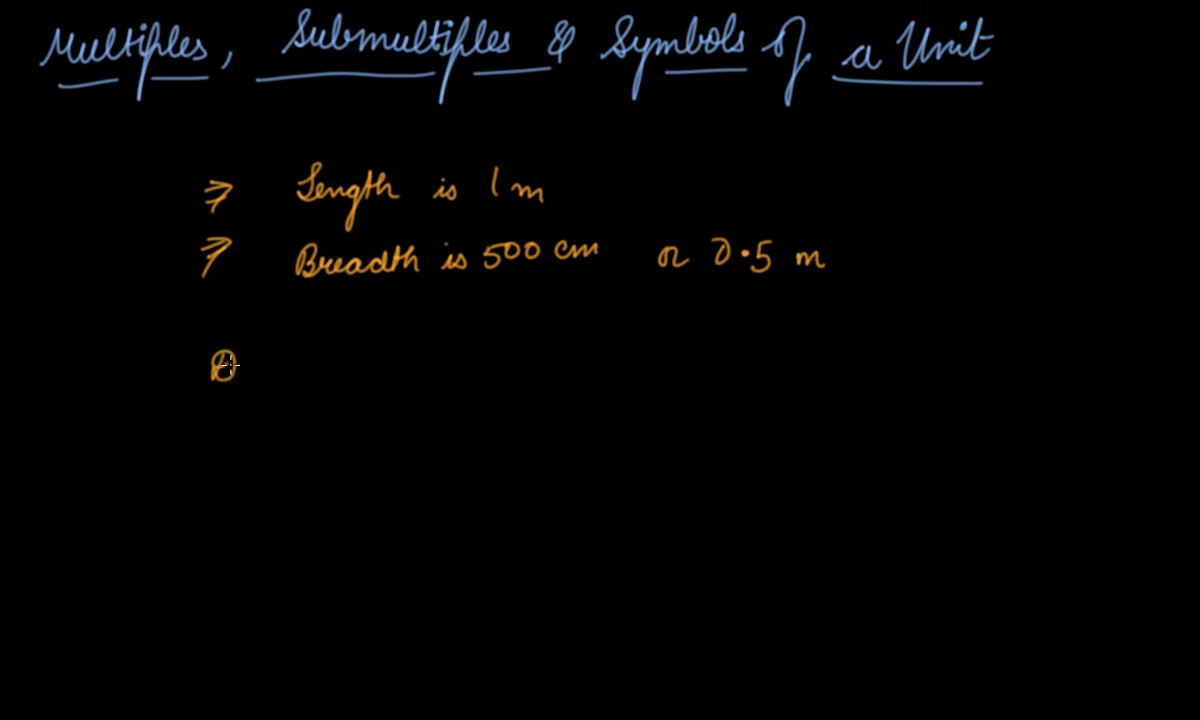 Multiples, Submultiples & Symbols of a Unit
⇒ Length is 1 m
⇒ Breadth is 500 cm or 0.5 m